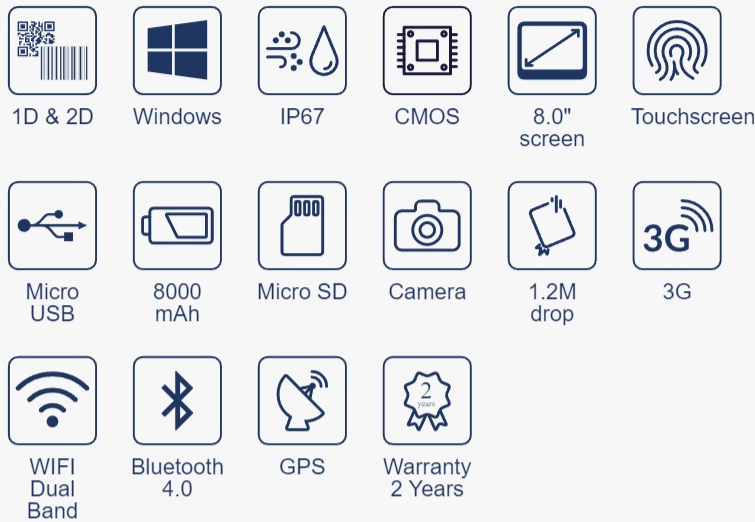 1D & 2D
Windows
IP67
CMOS
8.0"
screen
Touchscreen
Micro
USB
8000
mAh
Micro SD
Camera
1.2M
drop
3G
3G
WIFI
Dual
Band
Bluetooth
4.0
GPS
2
years
Warranty
2 Years